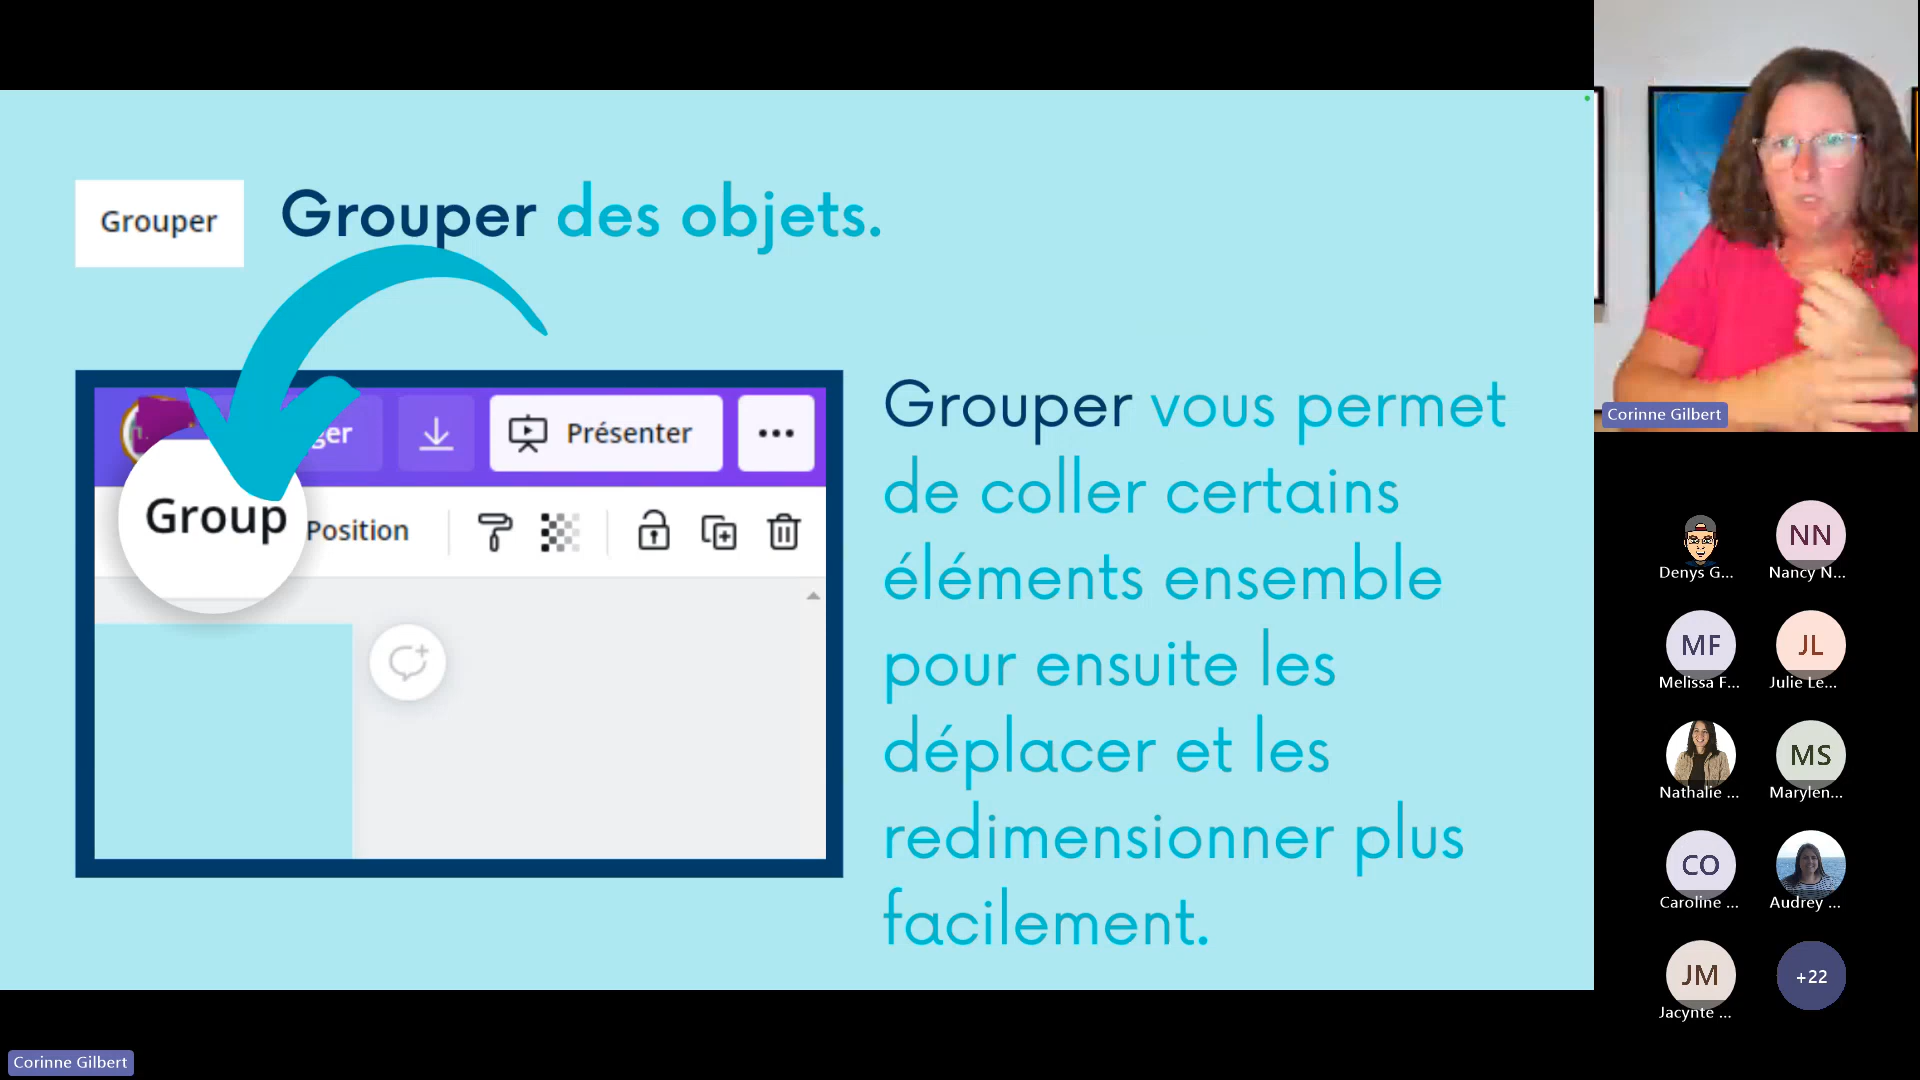 Grouper
Grouper des objets.
ger
Présenter
Group
Position
Grouper vous permet
de coller certains
éléments ensemble
pour ensuite les
déplacer et les
redimensionner plus
facilement.
Corinne Gilbert
Denys G...
NN
Nancy N...
MF
Melissa F...
JL
Julie Le...
Nathalie ...
MS
Marylen...
CO
Caroline ...
Audrey ...
JM
Jacynte ...
+22
Corinne Gilbert